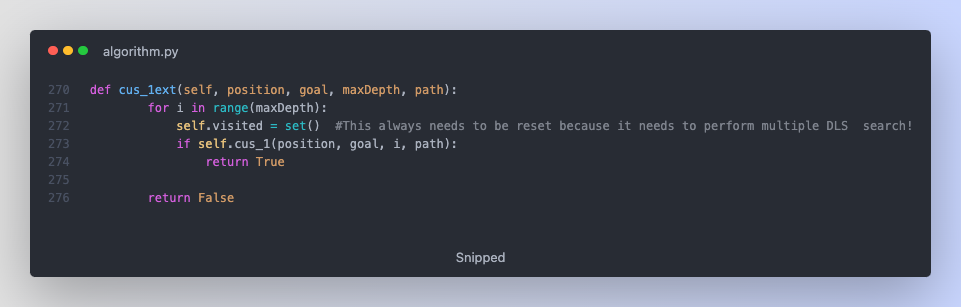 algorithm.py
270 def cus_1ext(self, position, goal, maxDepth, path):
271 for i in range(maxDepth):
272 self.visited = set() #This always needs to be reset because it needs to perform multiple DLS search!
273 if self.cus_1(position, goal, i, path):
274 return True
275
276 return False
Snipped